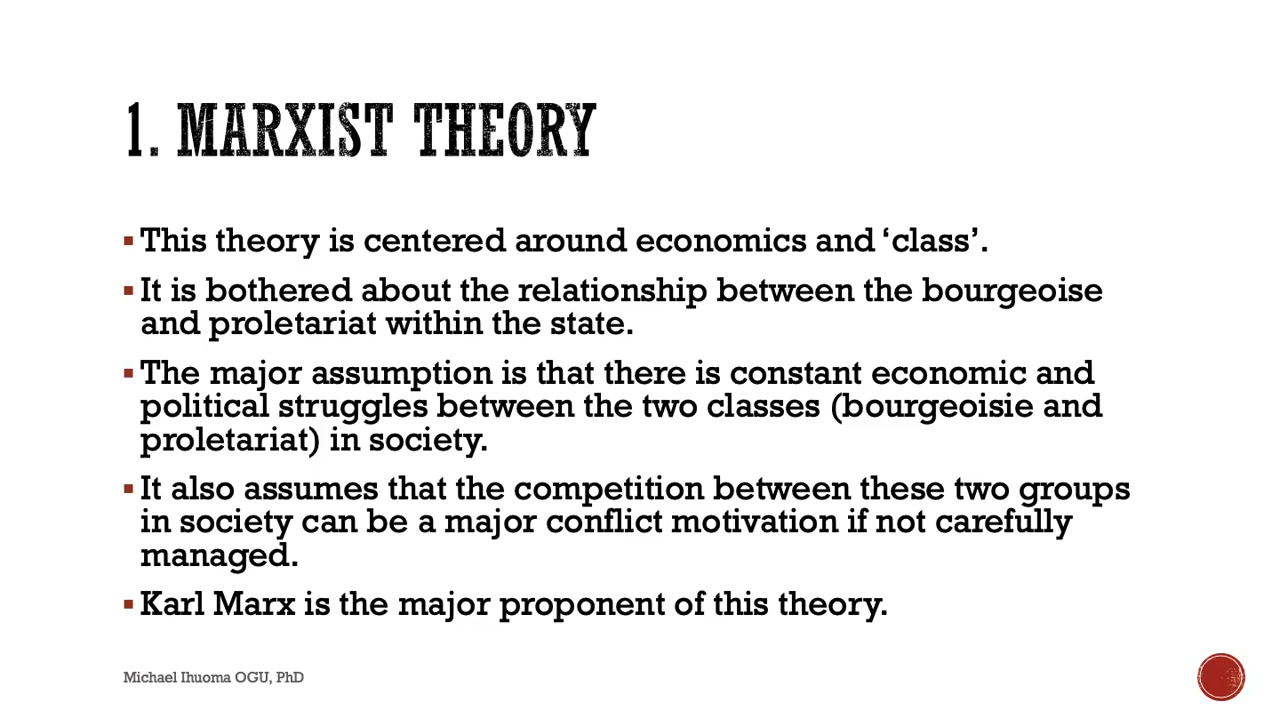 1. MARXIST THEORY
▪ This theory is centered around economics and ‘class’.
▪ It is bothered about the relationship between the bourgeoise
and proletariat within the state.
▪ The major assumption is that there is constant economic and
political struggles between the two classes (bourgeoisie and
proletariat) in society.
▪ It also assumes that the competition between these two groups
in society can be a major conflict motivation if not carefully
managed.
▪ Karl Marx is the major proponent of this theory.
Michael Ihuoma OGU, PhD